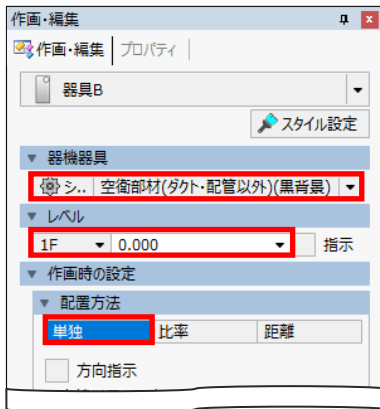 作画・編集
作画・編集 プロパティ
器具B
スタイル設定
器機器具
シ.. 空衛部材(ダクト・配管以外)(黒背景)
レベル
1F 0.000 指示
作画時の設定
配置方法
単独 比率 距離
方向指示